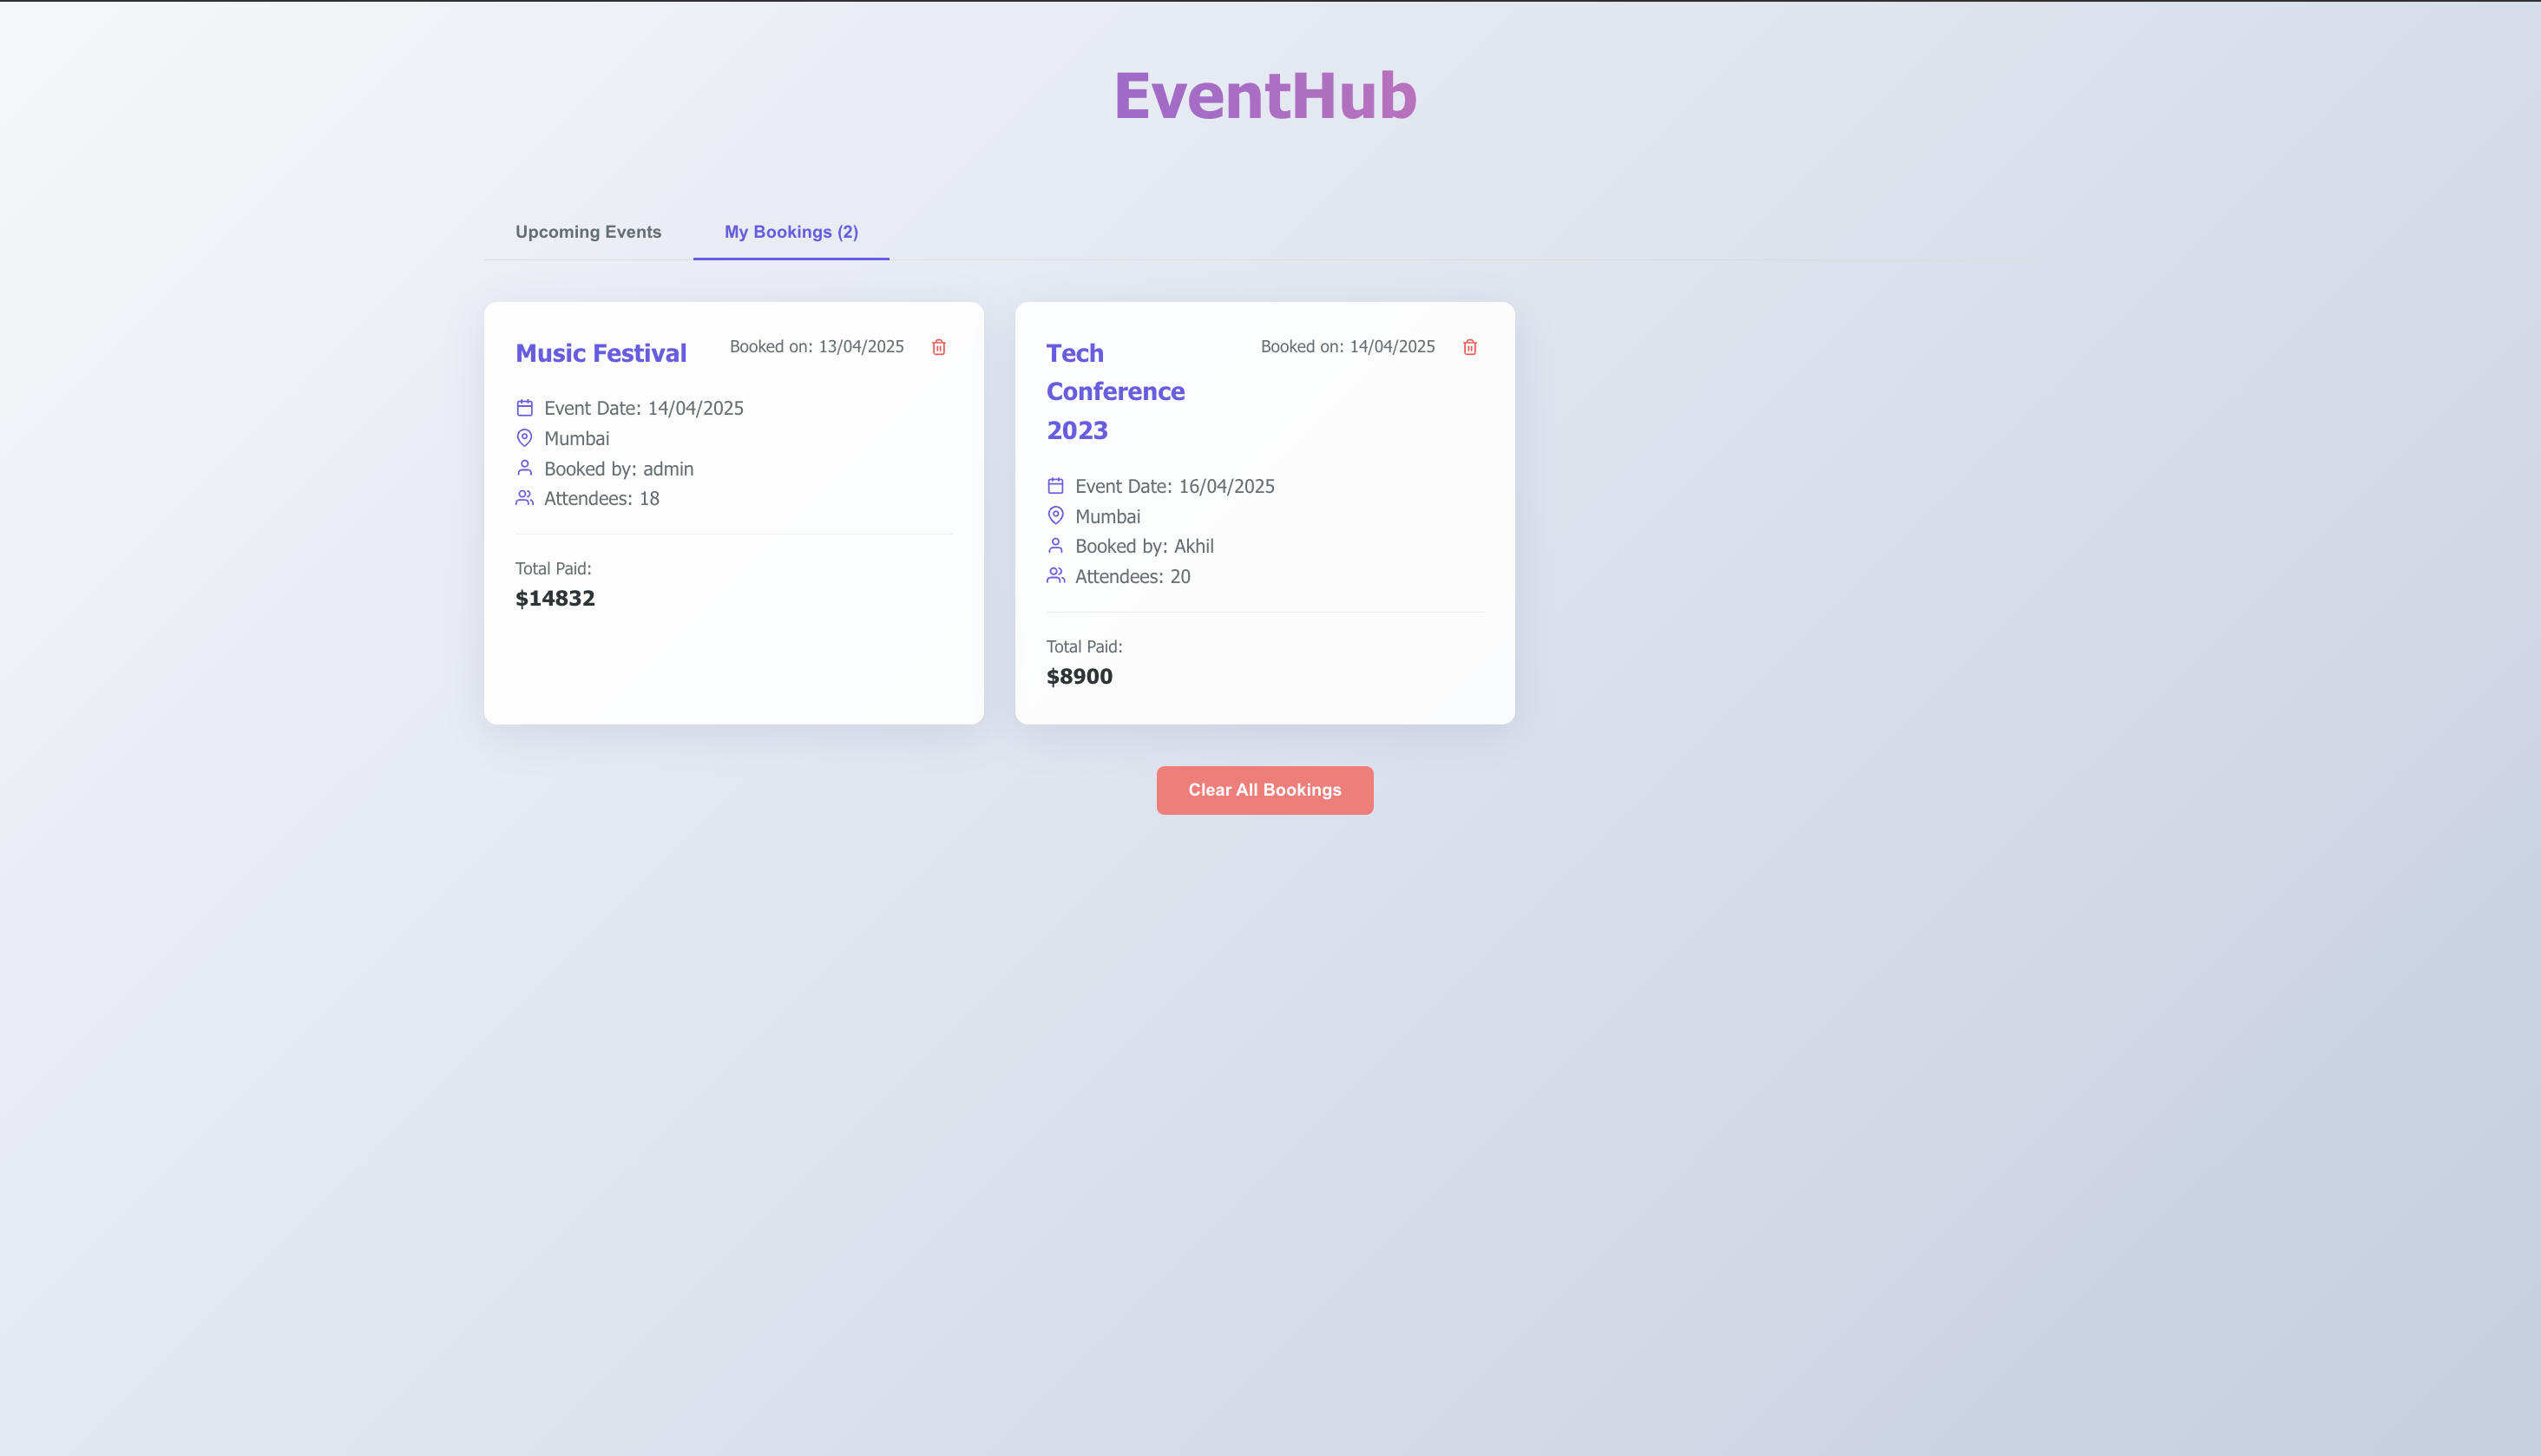 EventHub
Upcoming Events
My Bookings (2)
Music Festival
Booked on: 13/04/2025
Event Date: 14/04/2025
Mumbai
Booked by: admin
Attendees: 18
Total Paid:
$14832
Tech
Conference
2023
Booked on: 14/04/2025
Event Date: 16/04/2025
Mumbai
Booked by: Akhil
Attendees: 20
Total Paid:
$8900
Clear All Bookings